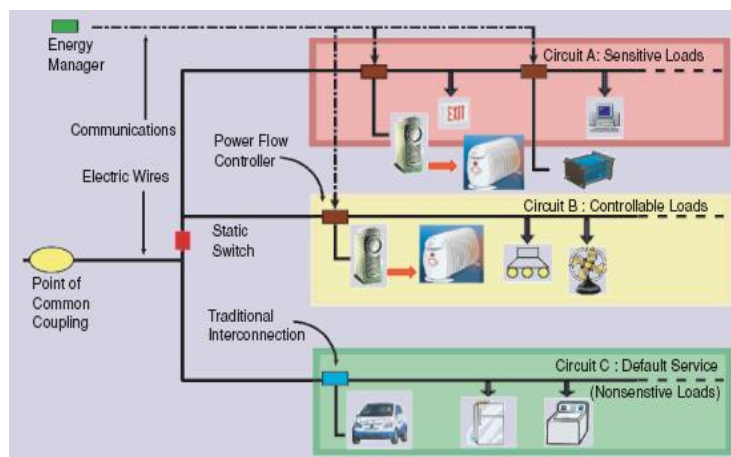 Energy
Manager
Circuit A: Sensitive Loads
EXIT
Communications
Power Flow
Controller
Electric Wires
Circuit B : Controllable Loads
Static
Switch
Point of
Common
Coupling
Traditional
Interconnection
Circuit C : Default Service
(Nonsenstive Loads)